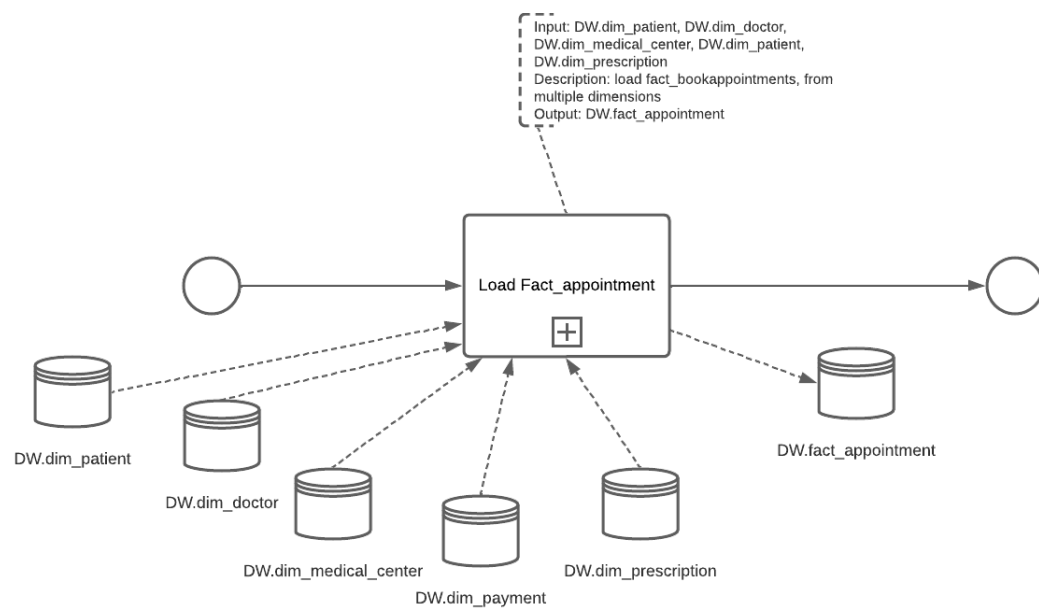 Input: DW.dim_patient, DW.dim_doctor,
DW.dim_medical_center, DW.dim_patient,
DW.dim_prescription
Description: load fact_bookappointments, from
multiple dimensions
Output: DW.fact_appointment
Load Fact_appointment
DW.dim_patient
DW.fact_appointment
DW.dim_doctor
DW.dim_medical_center
DW.dim_prescription
DW.dim_payment